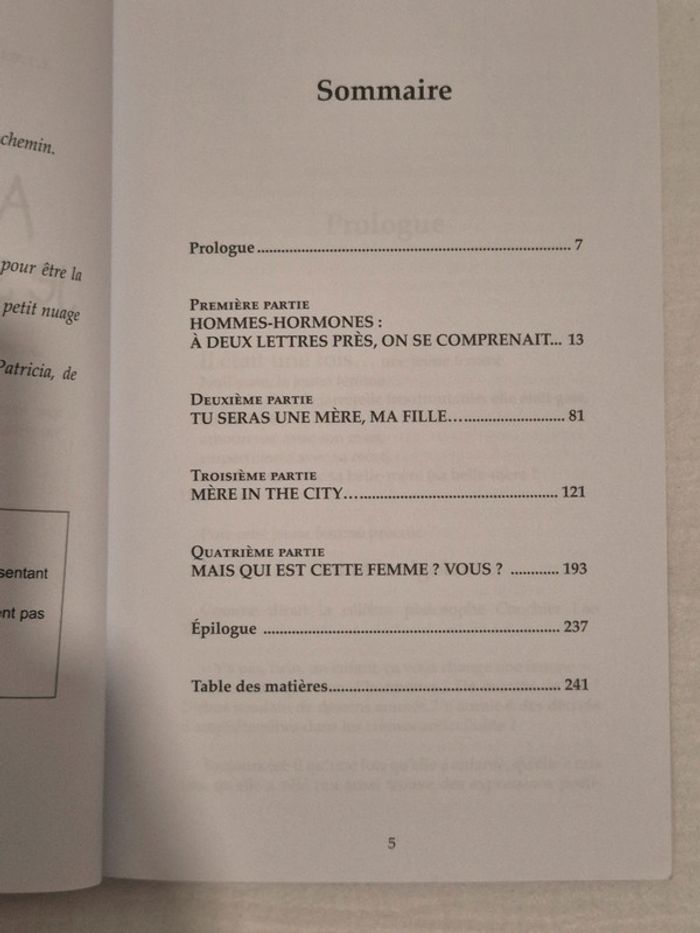 chemin.
pour être la
petit nuage
Patricia, de
sentant
ent pas
Sommaire
Prologue
Prologue ........ 7
PREMIÈRE PARTIE
HOMMES-HORMONES :
À DEUX LETTRES PRÈS, ON SE COMPRENAIT... 13
DEUXIÈME PARTIE
TU SERAS UNE MÈRE, MA FILLE… ........ 81
TROISIÈME PARTIE
MÈRE IN THE CITY… ........ 121
QUATRIÈME PARTIE
MAIS QUI EST CETTE FEMME ? VOUS ? ............ 193
Épilogue ........ 237
Table des matières ........ 241
5